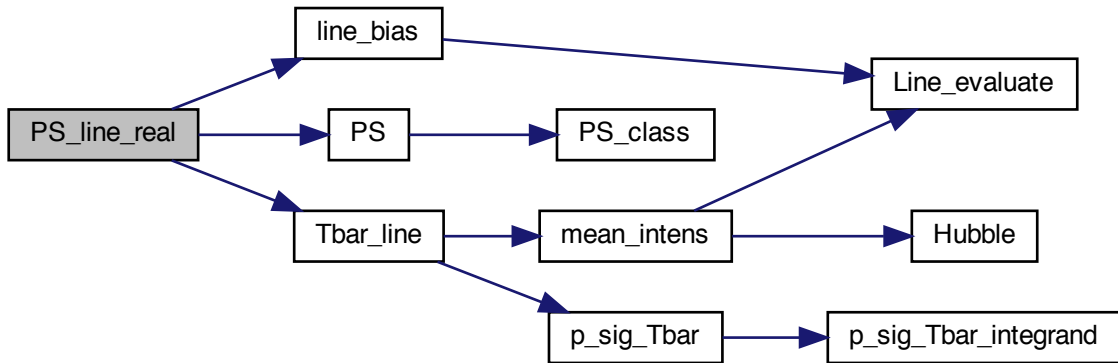 line_bias
Line_evaluate
PS_line_real
PS
PS_class
Tbar_line
mean_intens
Hubble
p_sig_Tbar
p_sig_Tbar_integrand